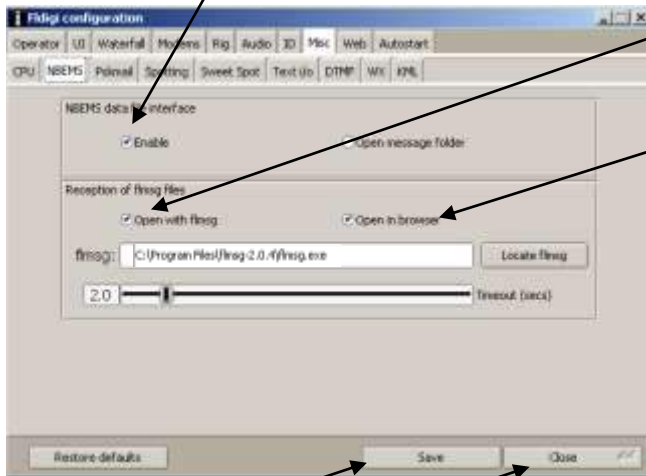 Fldigi configuration
Operator UI Waterfall Modems Rig Audio ID Misc Web Autostart
CPU NBEMS Pskmail Spotting Sweet Spot Text i/o DTMF WX KML
NBEMS data file interface
Enable Open message folder
Reception of flmsg files
Open with flmsg Open in browser
flmsg: C:\Program Files\flmsg-2.0.4\flmsg.exe Locate flmsg
2.0 Timeout (secs)
Restore defaults Save Close